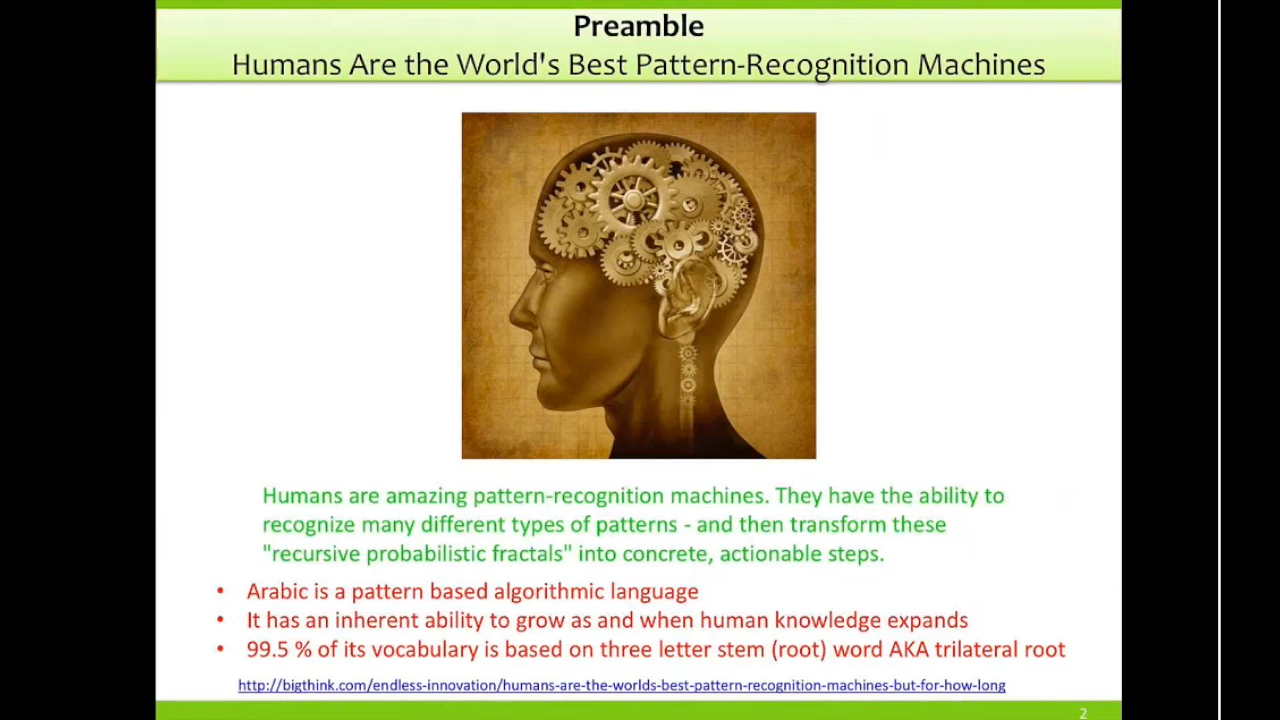 Preamble
Humans Are the World's Best Pattern-Recognition Machines
Humans are amazing pattern-recognition machines. They have the ability to
recognize many different types of patterns - and then transform these
"recursive probabilistic fractals" into concrete, actionable steps.
• Arabic is a pattern based algorithmic language
• It has an inherent ability to grow as and when human knowledge expands
• 99.5 % of its vocabulary is based on three letter stem (root) word AKA trilateral root
http://bigthink.com/endless-innovation/humans-are-the-worlds-best-pattern-recognition-machines-but-for-how-long
2